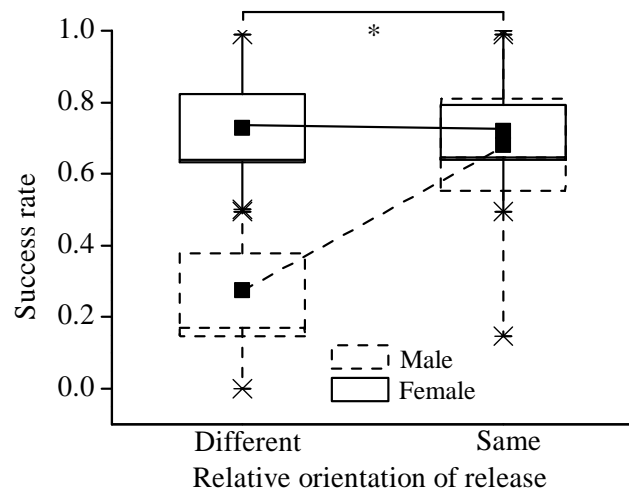 *
1.0
0.8
0.6
0.4
0.2
0.0
Success rate
Male
Female
Different Same
Relative orientation of release